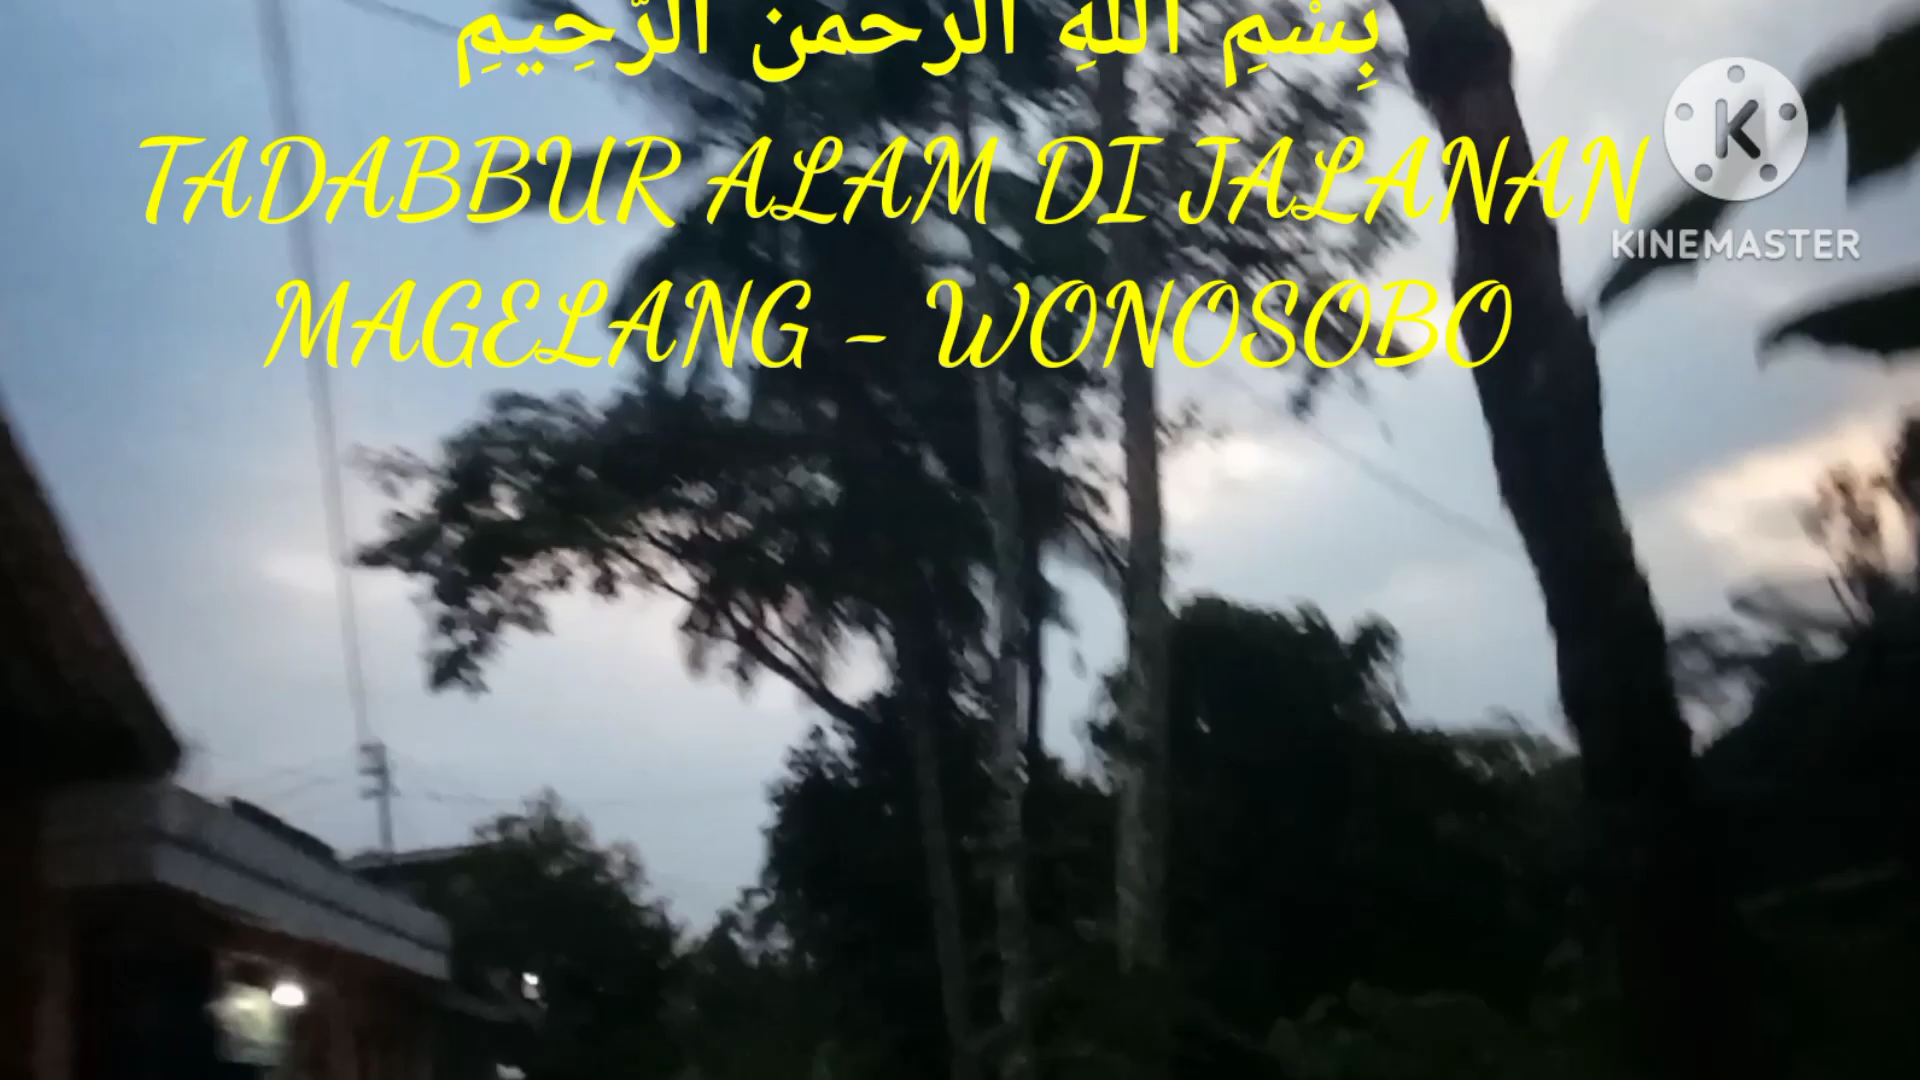 بِسْمِ اللهِ الرحمن الرَّحِيمِ
TADABBUR ALAM DI JALANAN
MAGELANG - WONOSOBO
K
KINEMASTER